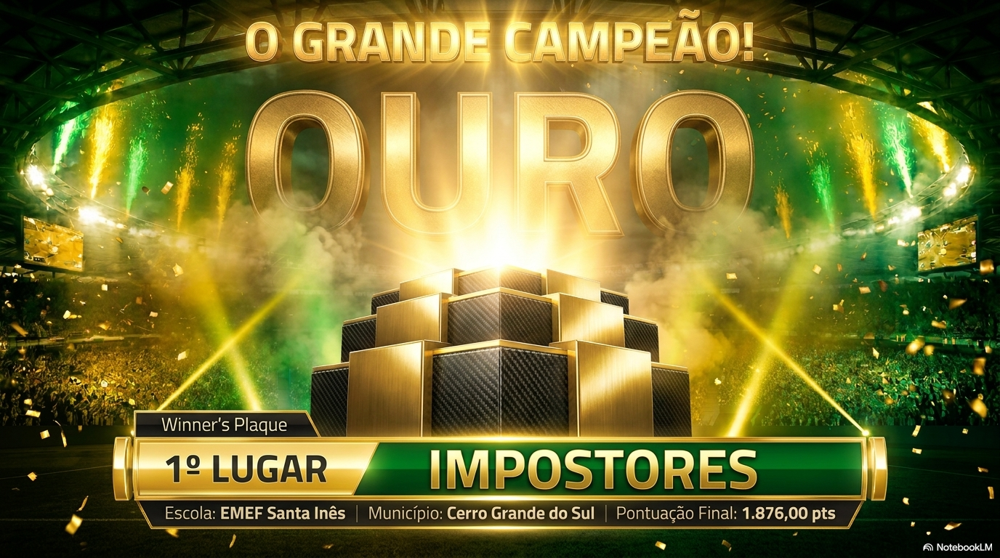 O GRANDE CAMPEÃO!
OURO
Winner's Plaque
1º LUGAR
IMPOSTORES
Escola: EMEF Santa Inês | Município: Cerro Grande do Sul | Pontuação Final: 1.876,00 pts
NotebookLM